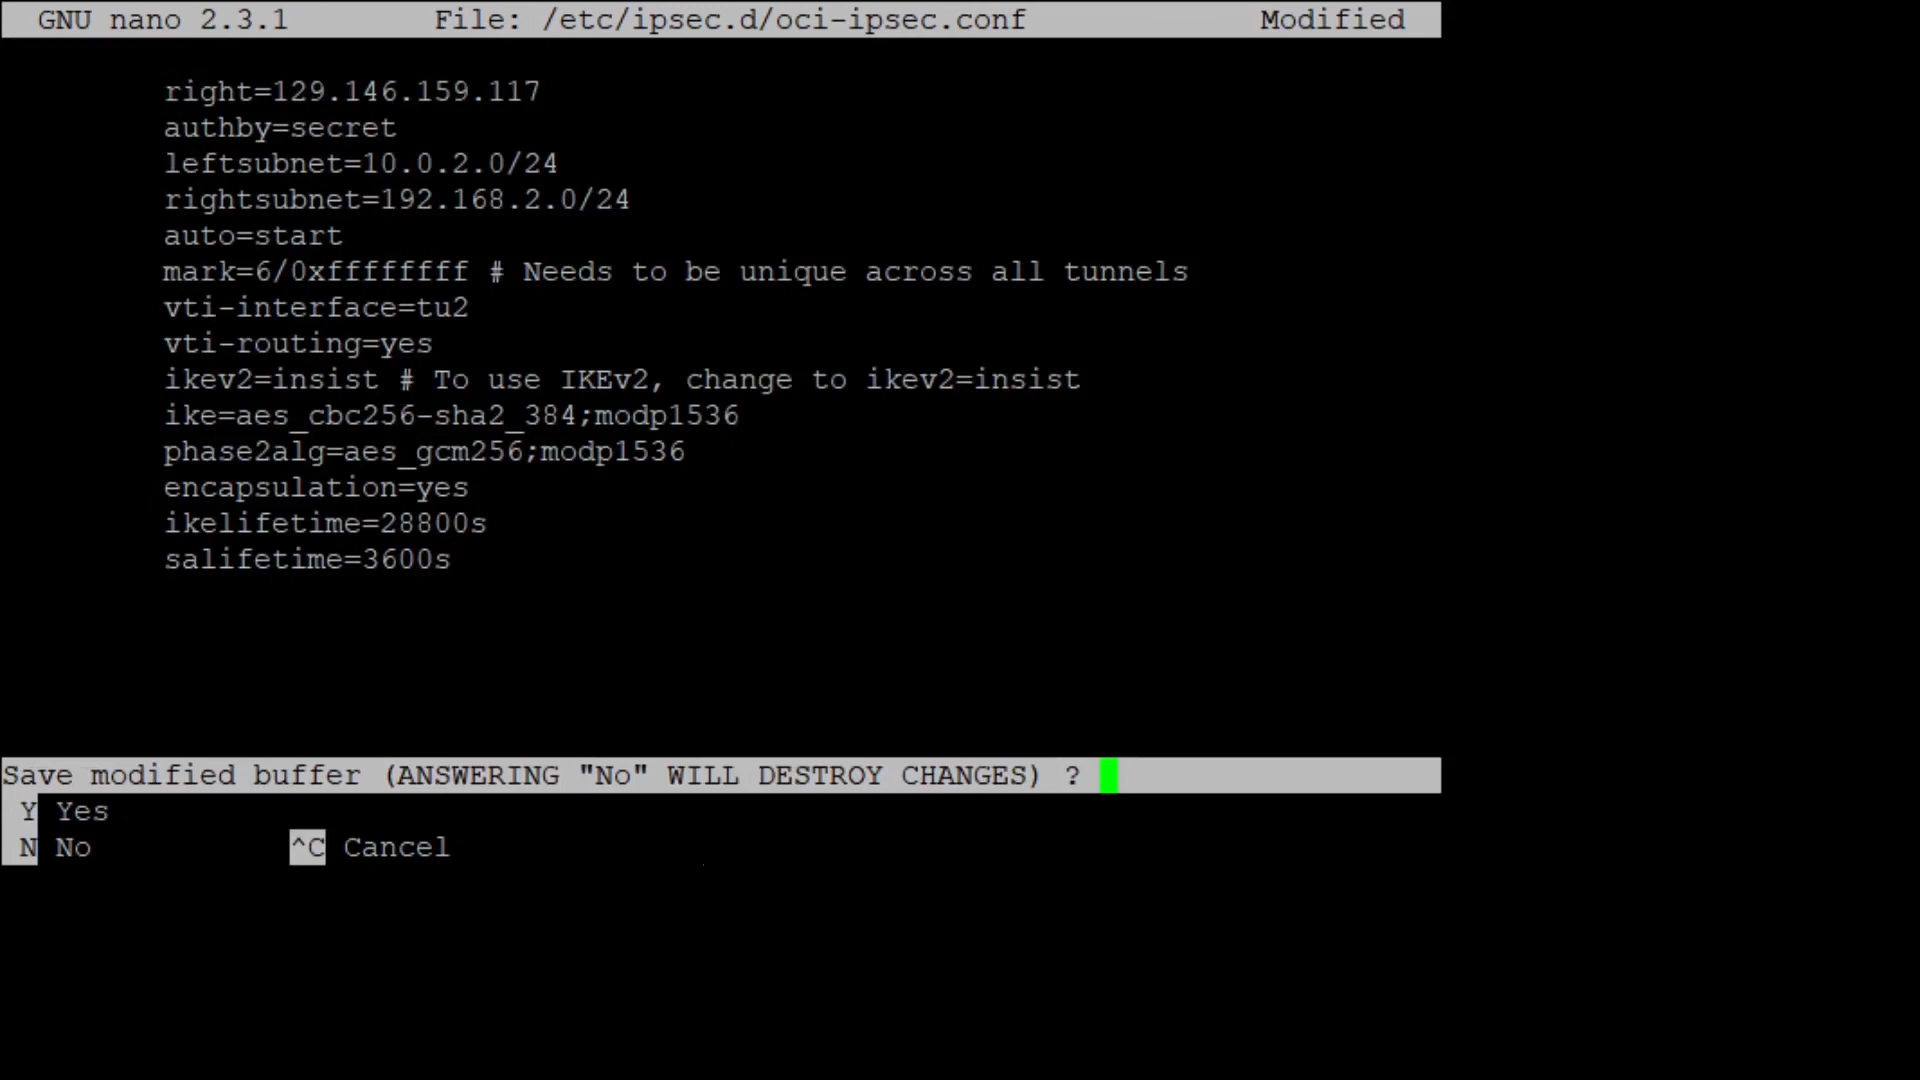 GNU nano 2.3.1 File: /etc/ipsec.d/oci-ipsec.conf Modified
right=129.146.159.117
authby=secret
leftsubnet=10.0.2.0/24
rightsubnet=192.168.2.0/24
auto=start
mark=6/0xffffffff # Needs to be unique across all tunnels
vti-interface=tu2
vti-routing=yes
ikev2=insist # To use IKEv2, change to ikev2=insist
ike=aes_cbc256-sha2_384;modp1536
phase2alg=aes_gcm256;modp1536
encapsulation=yes
ikelifetime=28800s
salifetime=3600s
Save modified buffer (ANSWERING "No" WILL DESTROY CHANGES) ?
Y Yes
N No ^C Cancel